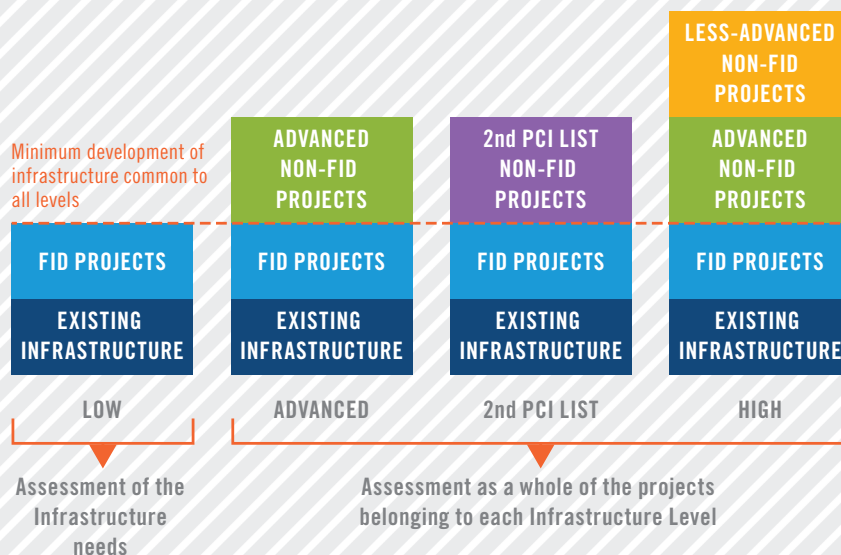 Minimum development of
infrastructure common to
all levels
FID PROJECTS
EXISTING
INFRASTRUCTURE
LOW
ADVANCED
NON-FID
PROJECTS
FID PROJECTS
EXISTING
INFRASTRUCTURE
ADVANCED
2nd PCI LIST
NON-FID
PROJECTS
FID PROJECTS
EXISTING
INFRASTRUCTURE
2nd PCI LIST
LESS-ADVANCED
NON-FID
PROJECTS
ADVANCED
NON-FID
PROJECTS
FID PROJECTS
EXISTING
INFRASTRUCTURE
HIGH
Assessment of the
Infrastructure
needs
Assessment as a whole of the projects
belonging to each Infrastructure Level